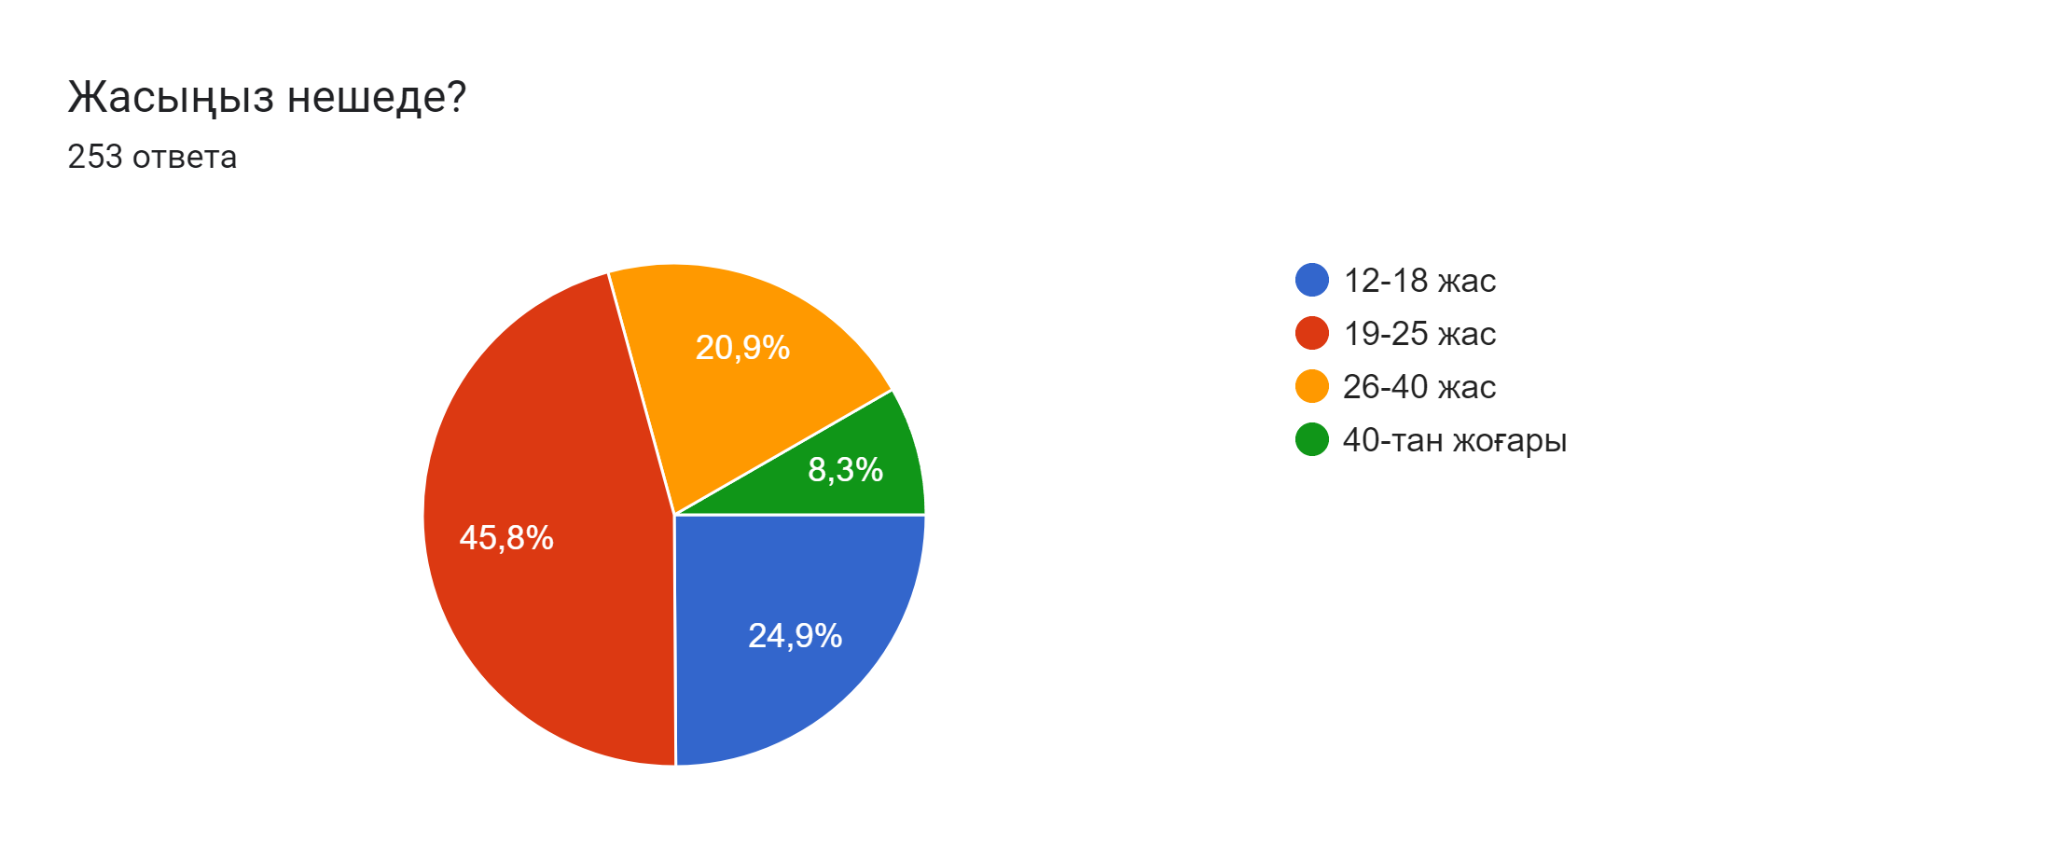 Жасыңыз нешеде?
253 ответа
20,9%
8,3%
45,8%
24,9%
12-18 жас
19-25 жас
26-40 жас
40-тан жоғары